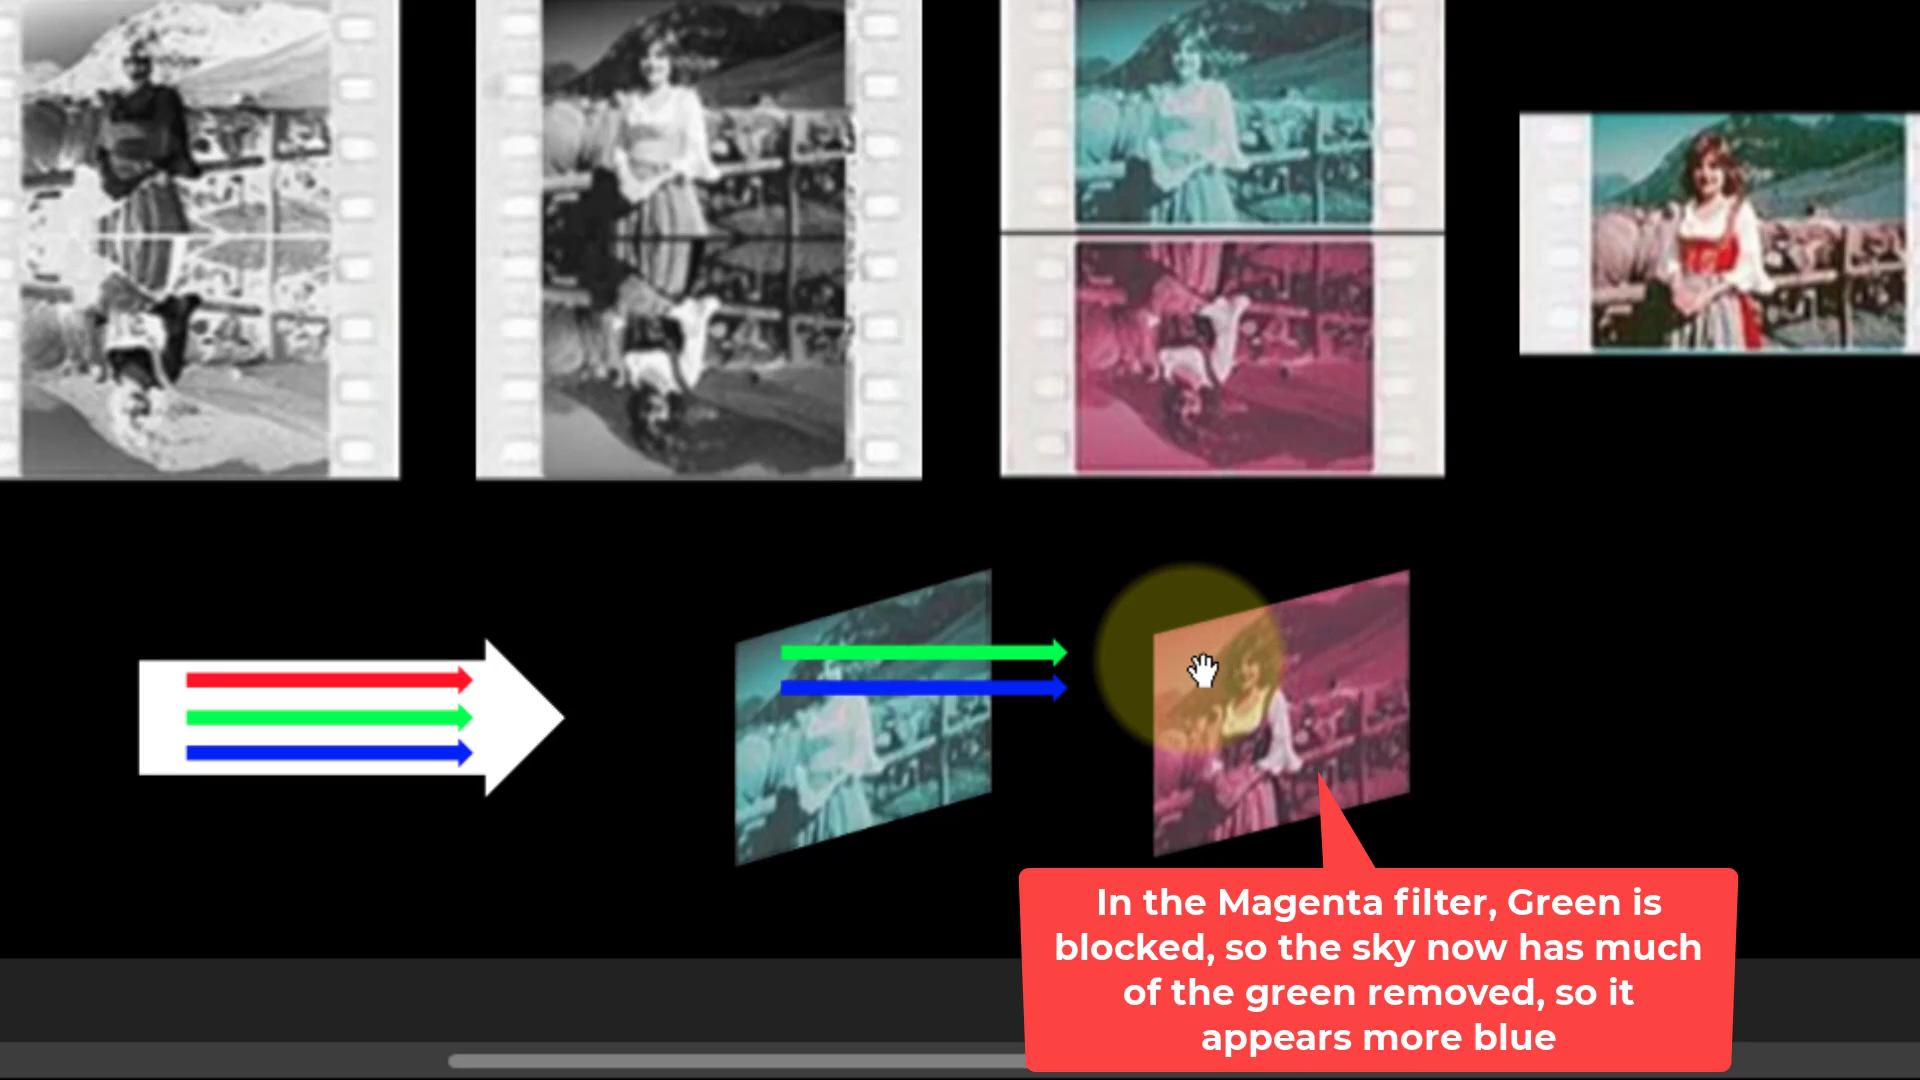 In the Magenta filter, Green is
blocked, so the sky now has much
of the green removed, so it
appears more blue